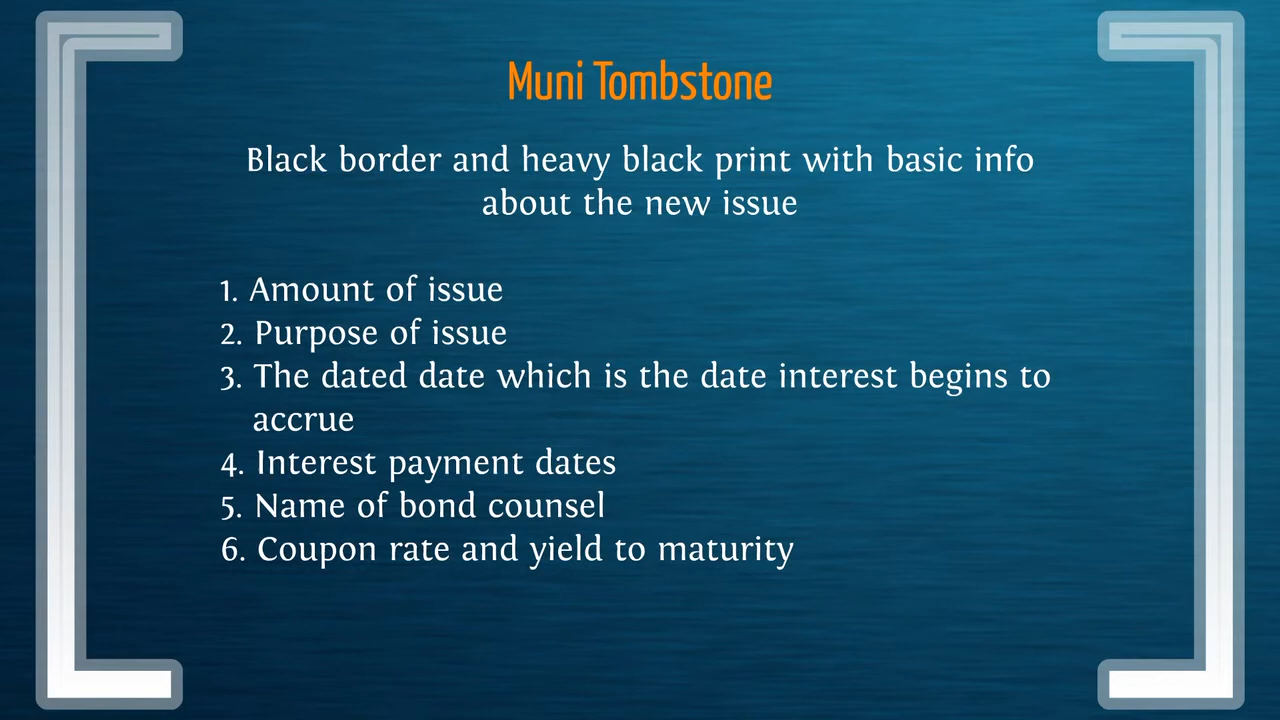 Muni Tombstone
Black border and heavy black print with basic info
about the new issue
1. Amount of issue
2. Purpose of issue
3. The dated date which is the date interest begins to
accrue
4. Interest payment dates
5. Name of bond counsel
6. Coupon rate and yield to maturity